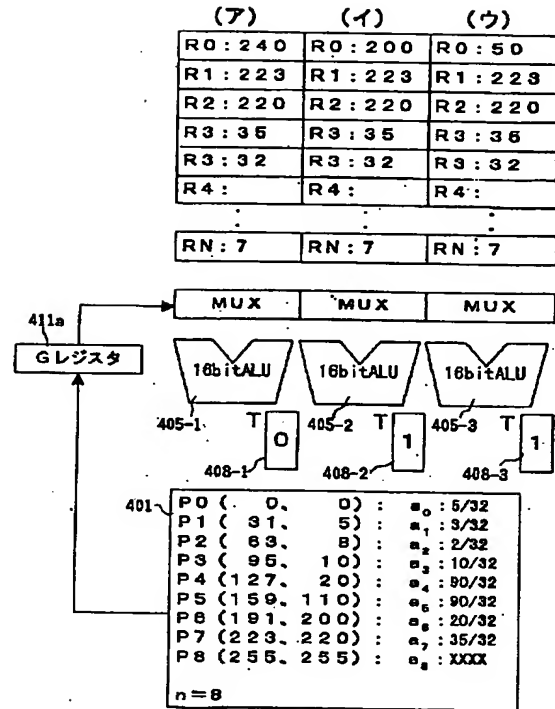 (ア) (イ) (ウ)
R0:240 R0:200 R0:50
R1:223 R1:223 R1:223
R2:220 R2:220 R2:220
R3:35 R3:35 R3:35
R3:32 R3:32 R3:32
R4: R4: R4:
RN:7 RN:7 RN:7
MUX MUX MUX
411a
Gレジスタ
16bitALU 16bitALU 16bitALU
405-1 T 405-2 T 405-3 T
0 1 1
408-1 408-2 408-3
401
P0( 0、 0): a0:5/32
P1( 31、 5): a1:3/32
P2( 63、 8): a2:2/32
P3( 95、 10): a3:10/32
P4(127、 20): a4:90/32
P5(159、110): a5:90/32
P6(191、200): a6:20/32
P7(223、220): a7:35/32
P8(255、255): a8:XXXX
n=8